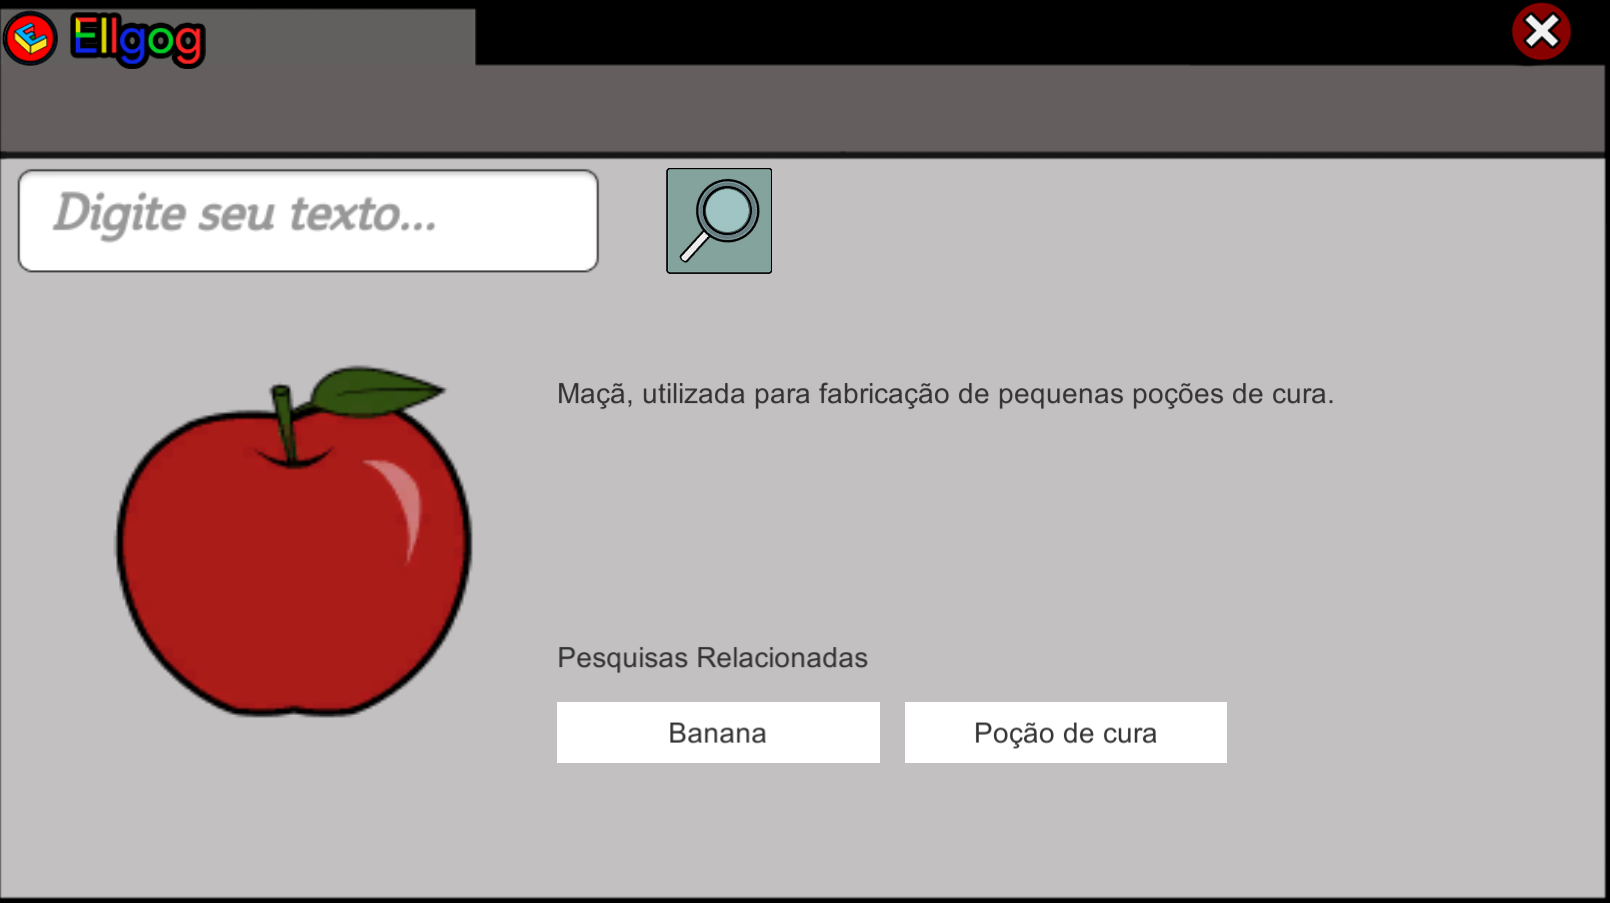 Ellgog
Digite seu texto...
Maçã, utilizada para fabricação de pequenas poções de cura.
Pesquisas Relacionadas
Banana
Poção de cura